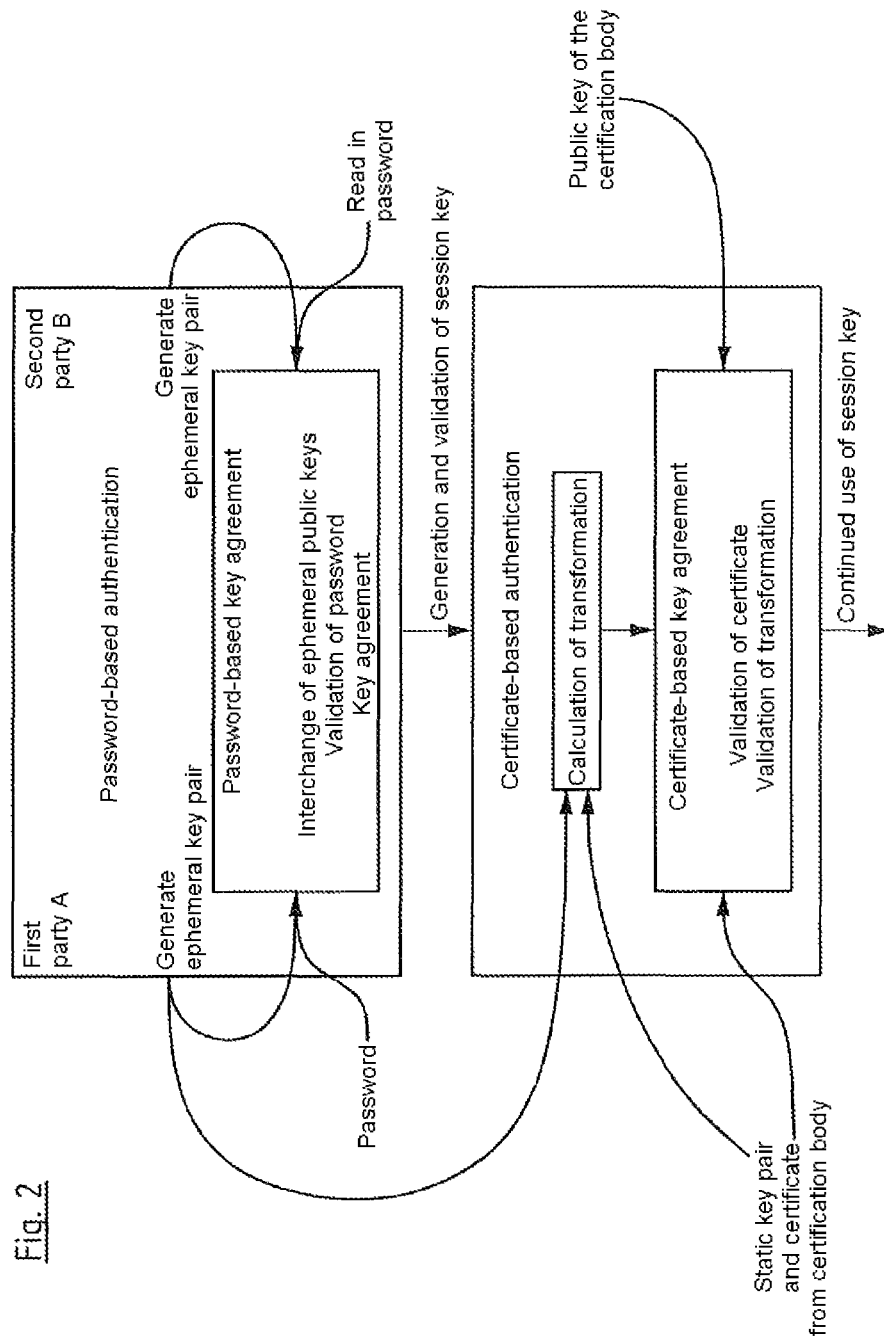 Fig. 2
First
party A
Password-based authentication
Second
party B
Generate
ephemeral key pair
Generate
ephemeral key pair
Password-based key agreement
Interchange of ephemeral public keys
Validation of password
Key agreement
Password
Read in
password
Generation and validation of session key
Certificate-based authentication
Calculation of transformation
Certificate-based key agreement
Validation of certificate
Validation of transformation
Static key pair
and certificate
from certification body
Public key of the
certification body
Continued use of session key